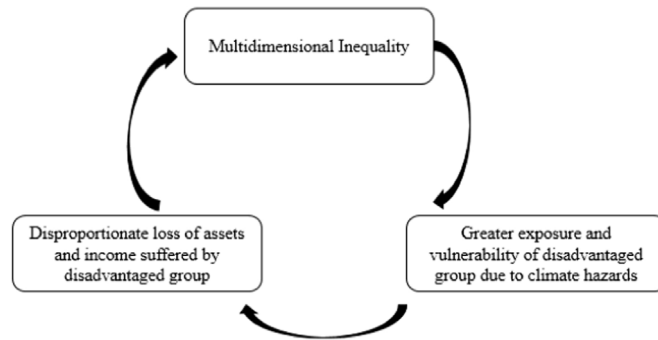 Multidimensional Inequality
Disproportionate loss of assets
and income suffered by
disadvantaged group
Greater exposure and
vulnerability of disadvantaged
group due to climate hazards